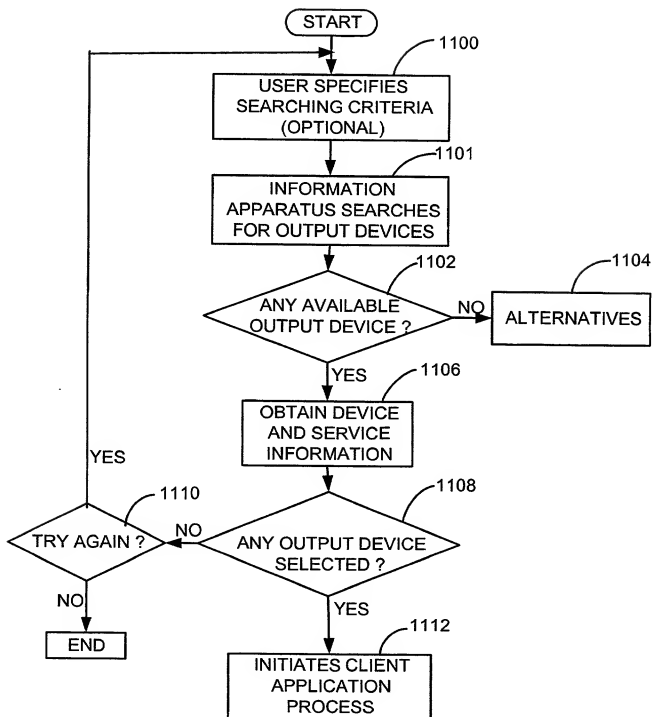 START
1100
USER SPECIFIES
SEARCHING CRITERIA
(OPTIONAL)
1101
INFORMATION
APPARATUS SEARCHES
FOR OUTPUT DEVICES
1102
1104
ANY AVAILABLE
OUTPUT DEVICE ?
NO
ALTERNATIVES
YES
1106
OBTAIN DEVICE
AND SERVICE
INFORMATION
YES
1108
1110
NO
TRY AGAIN ?
ANY OUTPUT DEVICE
SELECTED ?
NO
YES
END
1112
INITIATES CLIENT
APPLICATION
PROCESS